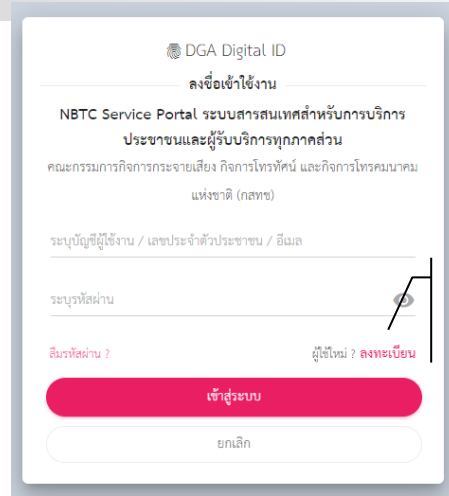 DGA Digital ID
ลงชื่อเข้าใช้งาน
NBTC Service Portal ระบบสารสนเทศสำหรับการบริการ
ประชาชนและผู้รับบริการทุกภาคส่วน
คณะกรรมการกิจการกระจายเสียง กิจการโทรทัศน์ และกิจการโทรคมนาคม
แห่งชาติ (กสทช)
ระบุบัญชีผู้ใช้งาน / เลขประจำตัวประชาชน / อีเมล
ระบุรหัสผ่าน
ลืมรหัสผ่าน ? ผู้ใช้ใหม่ ? ลงทะเบียน
เข้าสู่ระบบ
ยกเลิก